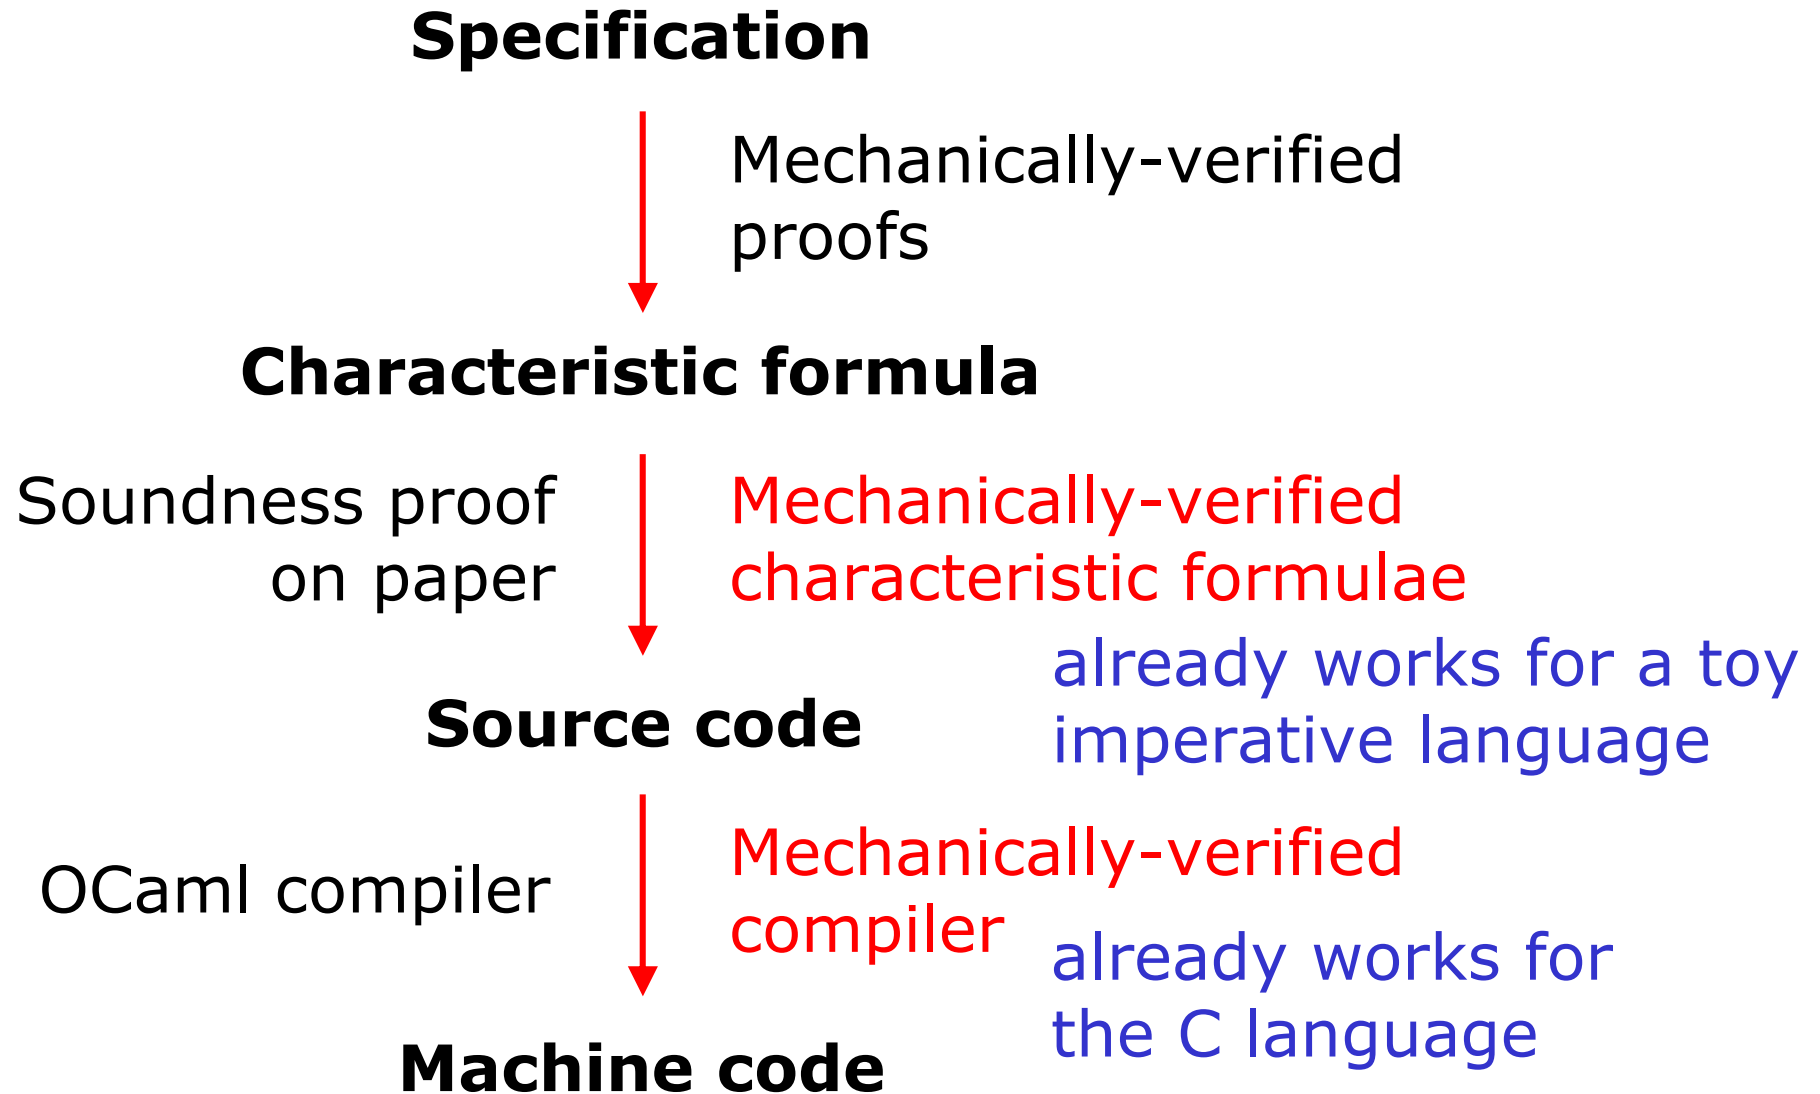 Specification
Mechanically-verified
proofs
Characteristic formula
Soundness proof
on paper
Mechanically-verified
characteristic formulae
already works for a toy
imperative language
Source code
OCaml compiler
Mechanically-verified
compiler
already works for
the C language
Machine code